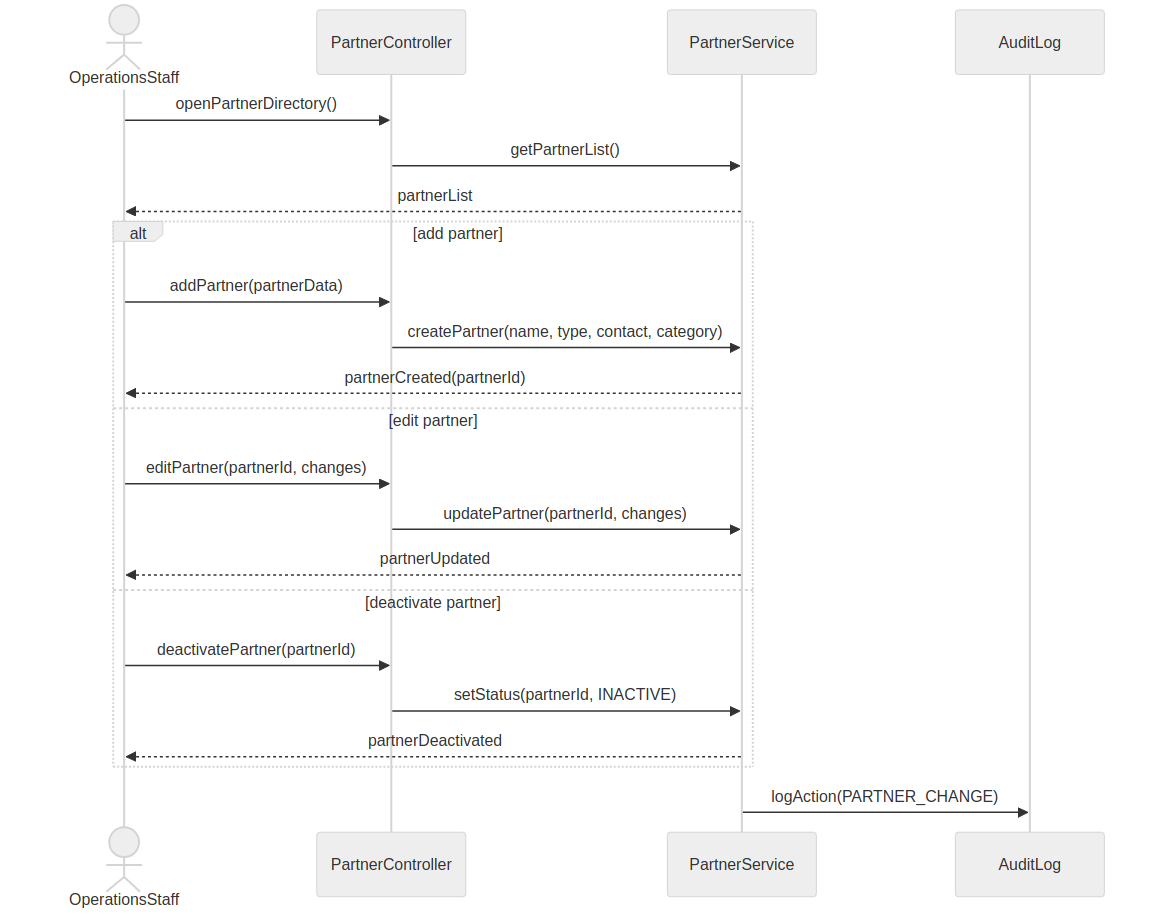 PartnerController
PartnerService
AuditLog
OperationsStaff
openPartnerDirectory()
getPartnerList()
partnerList
alt
[add partner]
addPartner(partnerData)
createPartner(name, type, contact, category)
partnerCreated(partnerId)
[edit partner]
editPartner(partnerId, changes)
updatePartner(partnerId, changes)
partnerUpdated
[deactivate partner]
deactivatePartner(partnerId)
setStatus(partnerId, INACTIVE)
partnerDeactivated
logAction(PARTNER_CHANGE)
PartnerController
PartnerService
AuditLog
OperationsStaff